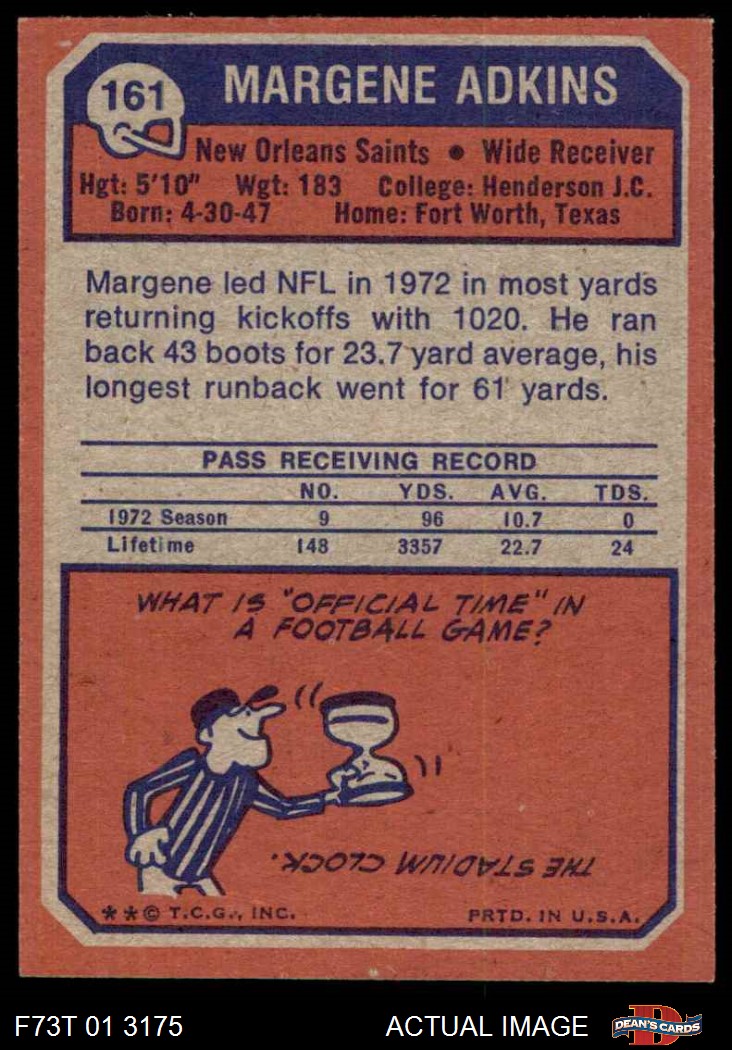 161
MARGENE ADKINS
New Orleans Saints • Wide Receiver
Hgt: 5'10" Wgt: 183 College: Henderson J.C.
Born: 4-30-47 Home: Fort Worth, Texas
Margene led NFL in 1972 in most yards
returning kickoffs with 1020. He ran
back 43 boots for 23.7 yard average, his
longest runback went for 61 yards.
PASS RECEIVING RECORD
NO. YDS. AVG. TDS.
1972 Season 9 96 10.7 0
Lifetime 148 3357 22.7 24
WHAT IS "OFFICIAL TIME" IN
A FOOTBALL GAME?
THE STADIUM CLOCK.
**© T.C.G., INC. PRTD. IN U.S.A.
F73T 01 3175 ACTUAL IMAGE
D
DEAN'S CARDS